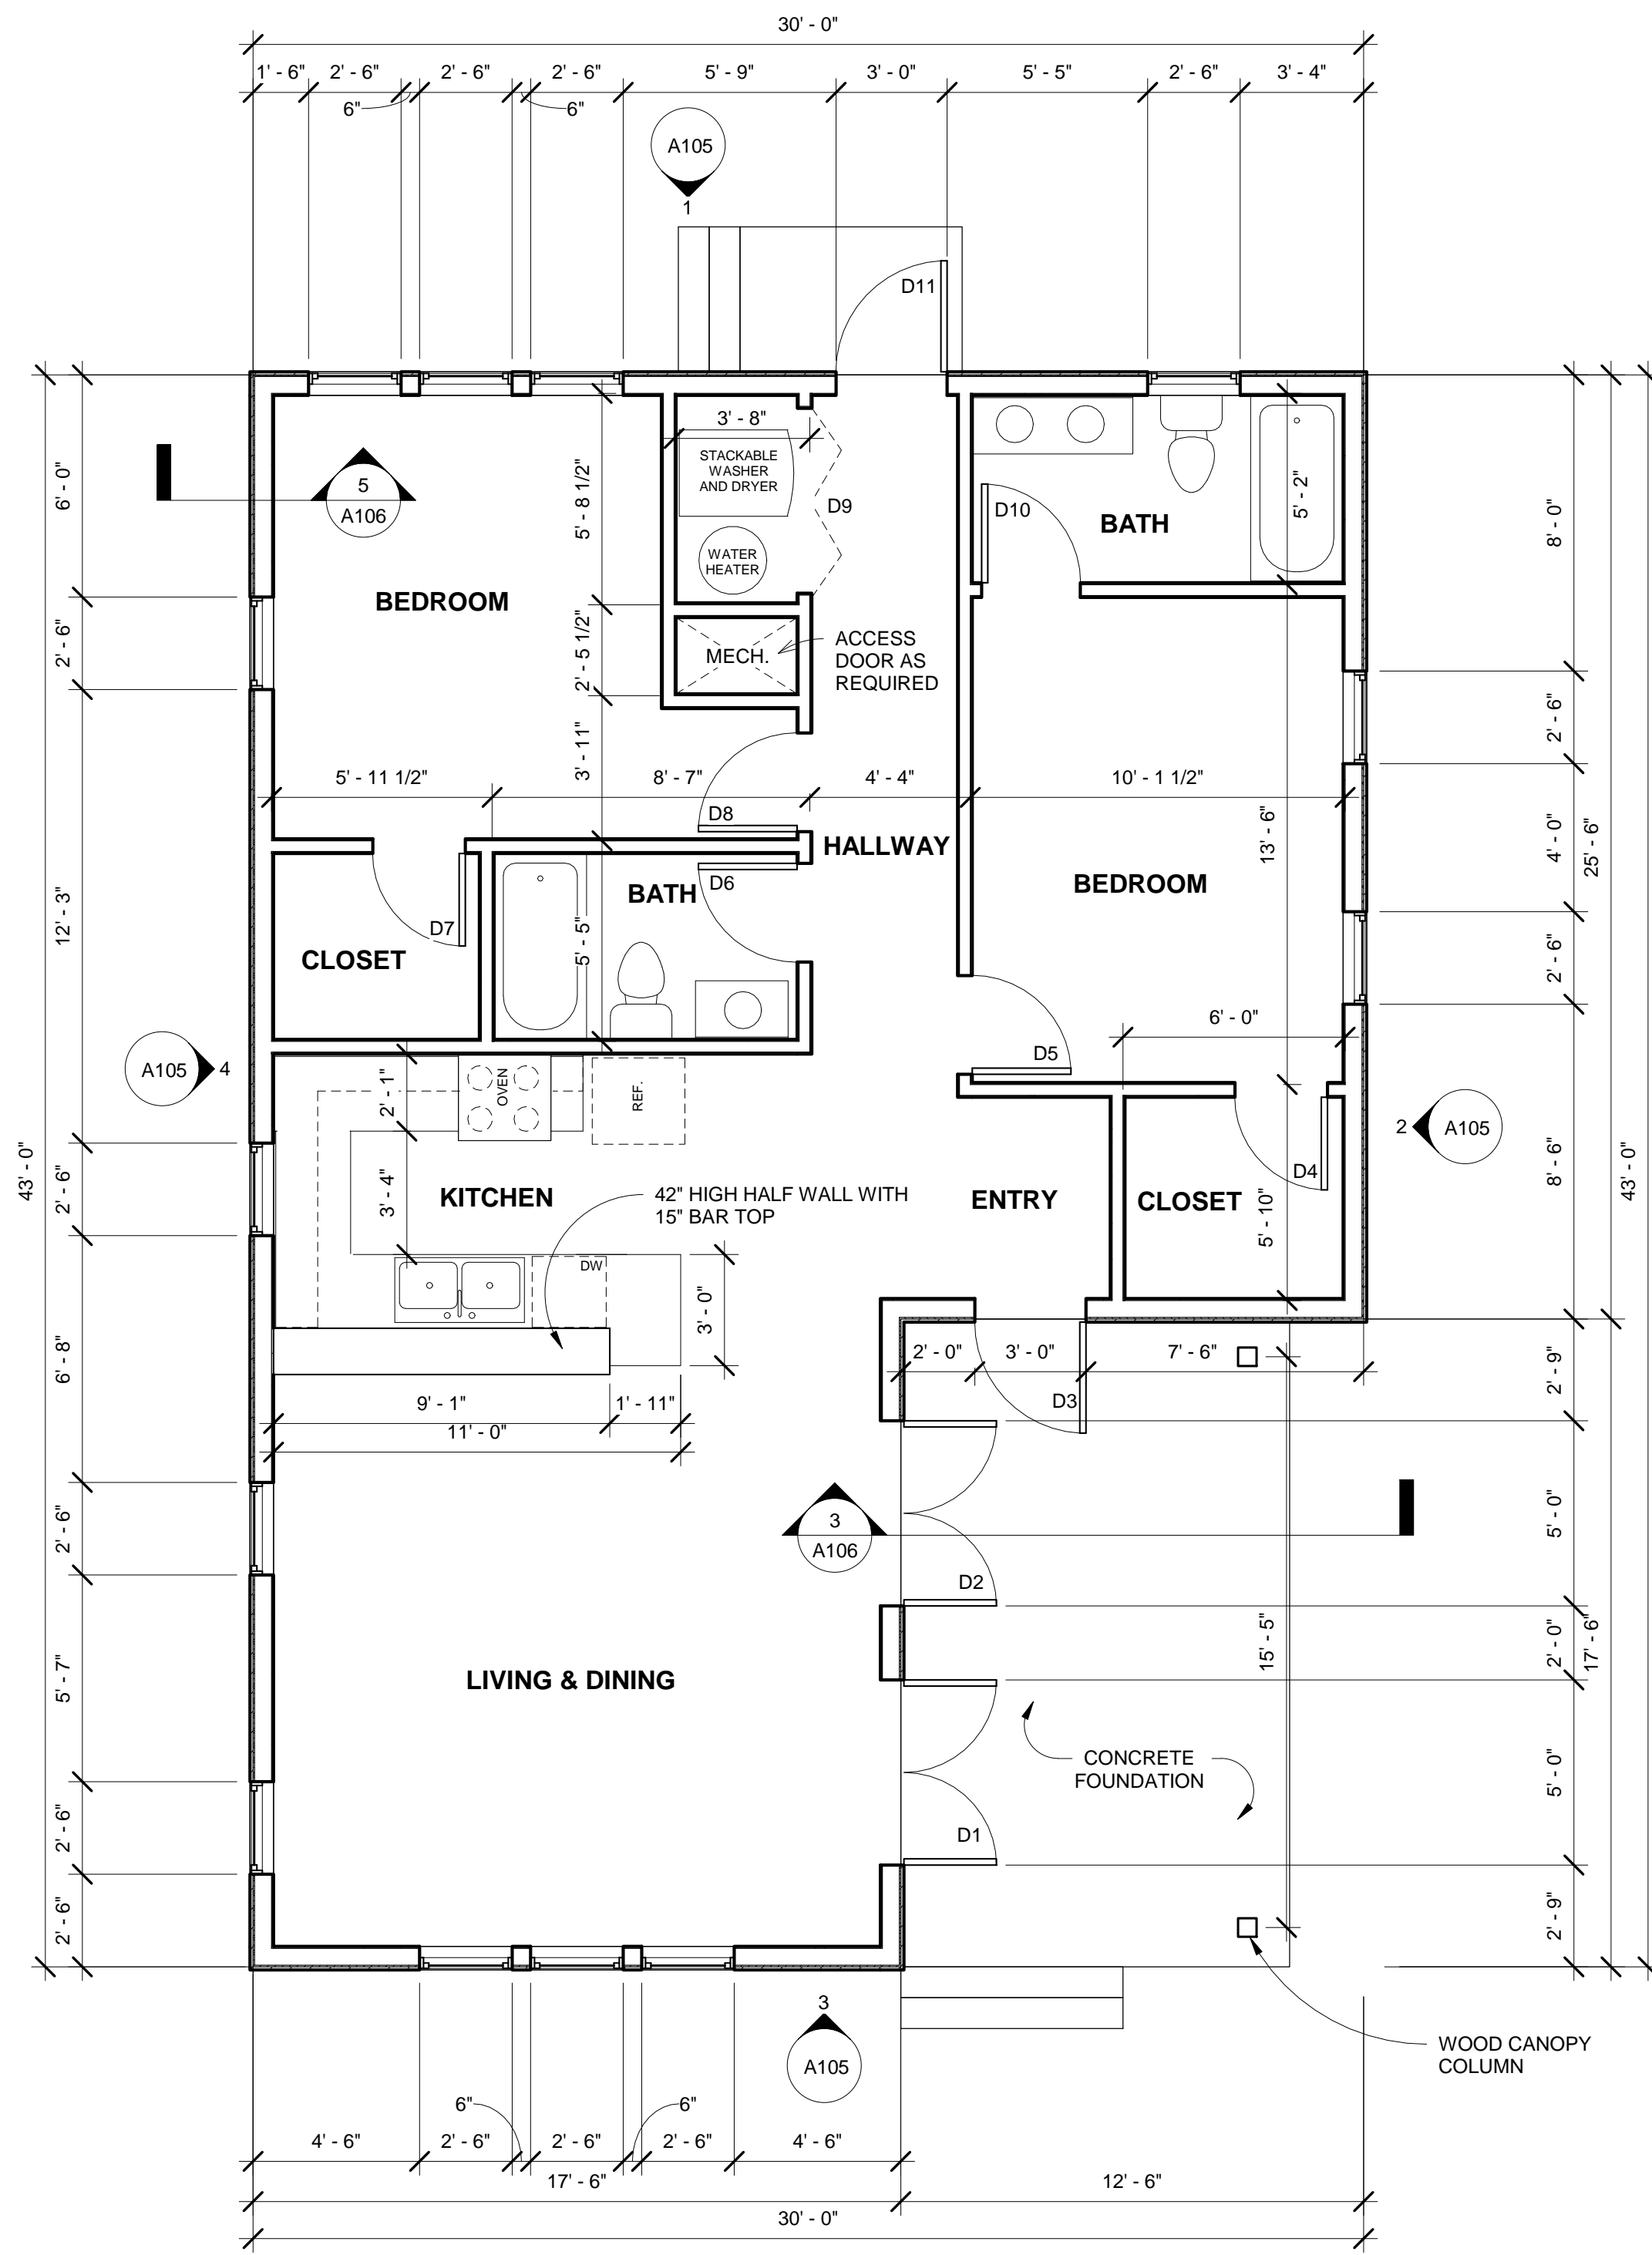 30' - 0"
1' - 6" 2' - 6" 2' - 6" 2' - 6" 5' - 9" 3' - 0" 5' - 5" 2' - 6" 3' - 4"
6" 6"
A105
1
D11
3' - 8"
STACKABLE
WASHER
AND DRYER
WATER
HEATER
D9
D10
BATH
5' - 2"
5
A106
5' - 8 1/2"
BEDROOM
2' - 5 1/2"
MECH.
ACCESS
DOOR AS
REQUIRED
3' - 11"
5' - 11 1/2" 8' - 7" 4' - 4" 10' - 1 1/2"
D8
HALLWAY
13' - 6"
BEDROOM
D6
BATH
D7
CLOSET
5' - 5"
6' - 0"
D5
A105 4
2' - 1"
OVEN
REF.
2 A105
3' - 4"
KITCHEN
42" HIGH HALF WALL WITH
15" BAR TOP
ENTRY
CLOSET
D4
5' - 10"
DW
3' - 0"
2' - 0" 3' - 0" 7' - 6"
D3
9' - 1" 1' - 11"
11' - 0"
3
A106
D2
15' - 5"
LIVING & DINING
CONCRETE
FOUNDATION
D1
6' - 0"
2' - 6"
12' - 3"
2' - 6"
6' - 8"
2' - 6"
5' - 7"
2' - 6"
2' - 6"
43' - 0"
8' - 0"
2' - 6"
4' - 0"
2' - 6"
8' - 6"
2' - 9"
5' - 0"
2' - 0"
5' - 0"
2' - 9"
25' - 6"
17' - 6"
43' - 0"
WOOD CANOPY
COLUMN
3
A105
6" 6"
4' - 6" 2' - 6" 2' - 6" 2' - 6" 4' - 6"
17' - 6" 12' - 6"
30' - 0"